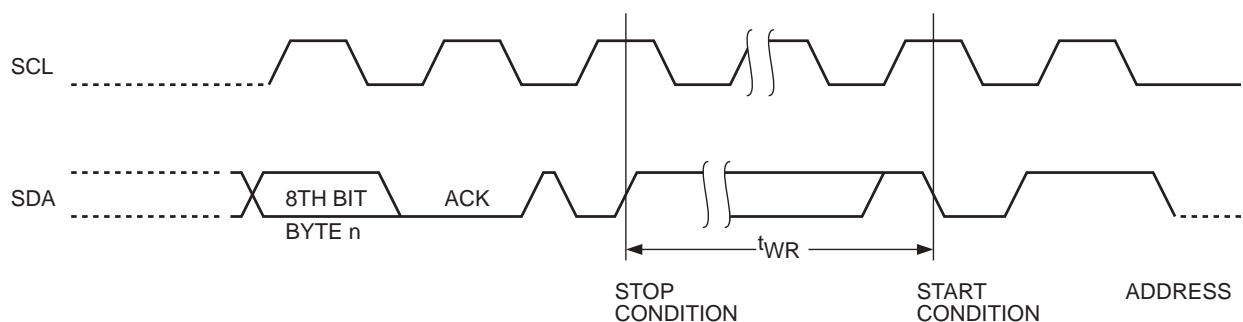 SCL
SDA
8TH BIT
ACK
BYTE n
tWR
STOP
CONDITION
START
CONDITION
ADDRESS